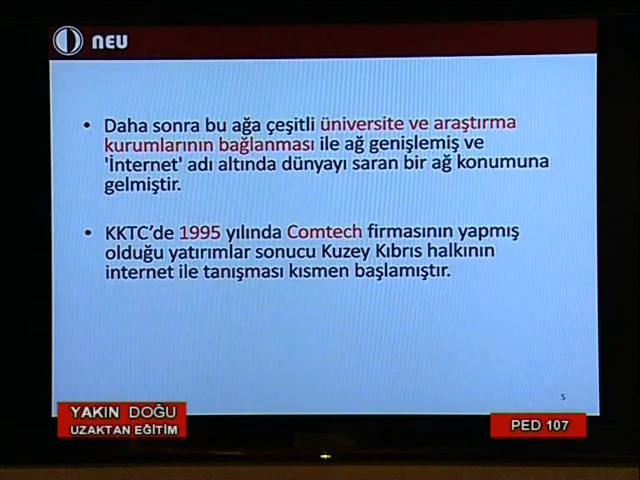 NEU
• Daha sonra bu ağa çeşitli üniversite ve araştırma
kurumlarının bağlanması ile ağ genişlemiş ve
'İnternet' adı altında dünyayı saran bir ağ konumuna
gelmiştir.
• KKTC’de 1995 yılında Comtech firmasının yapmış
olduğu yatırımlar sonucu Kuzey Kıbrıs halkının
internet ile tanışması kısmen başlamıştır.
5
YAKIN DOĞU
UZAKTAN EĞİTİM
PED 107